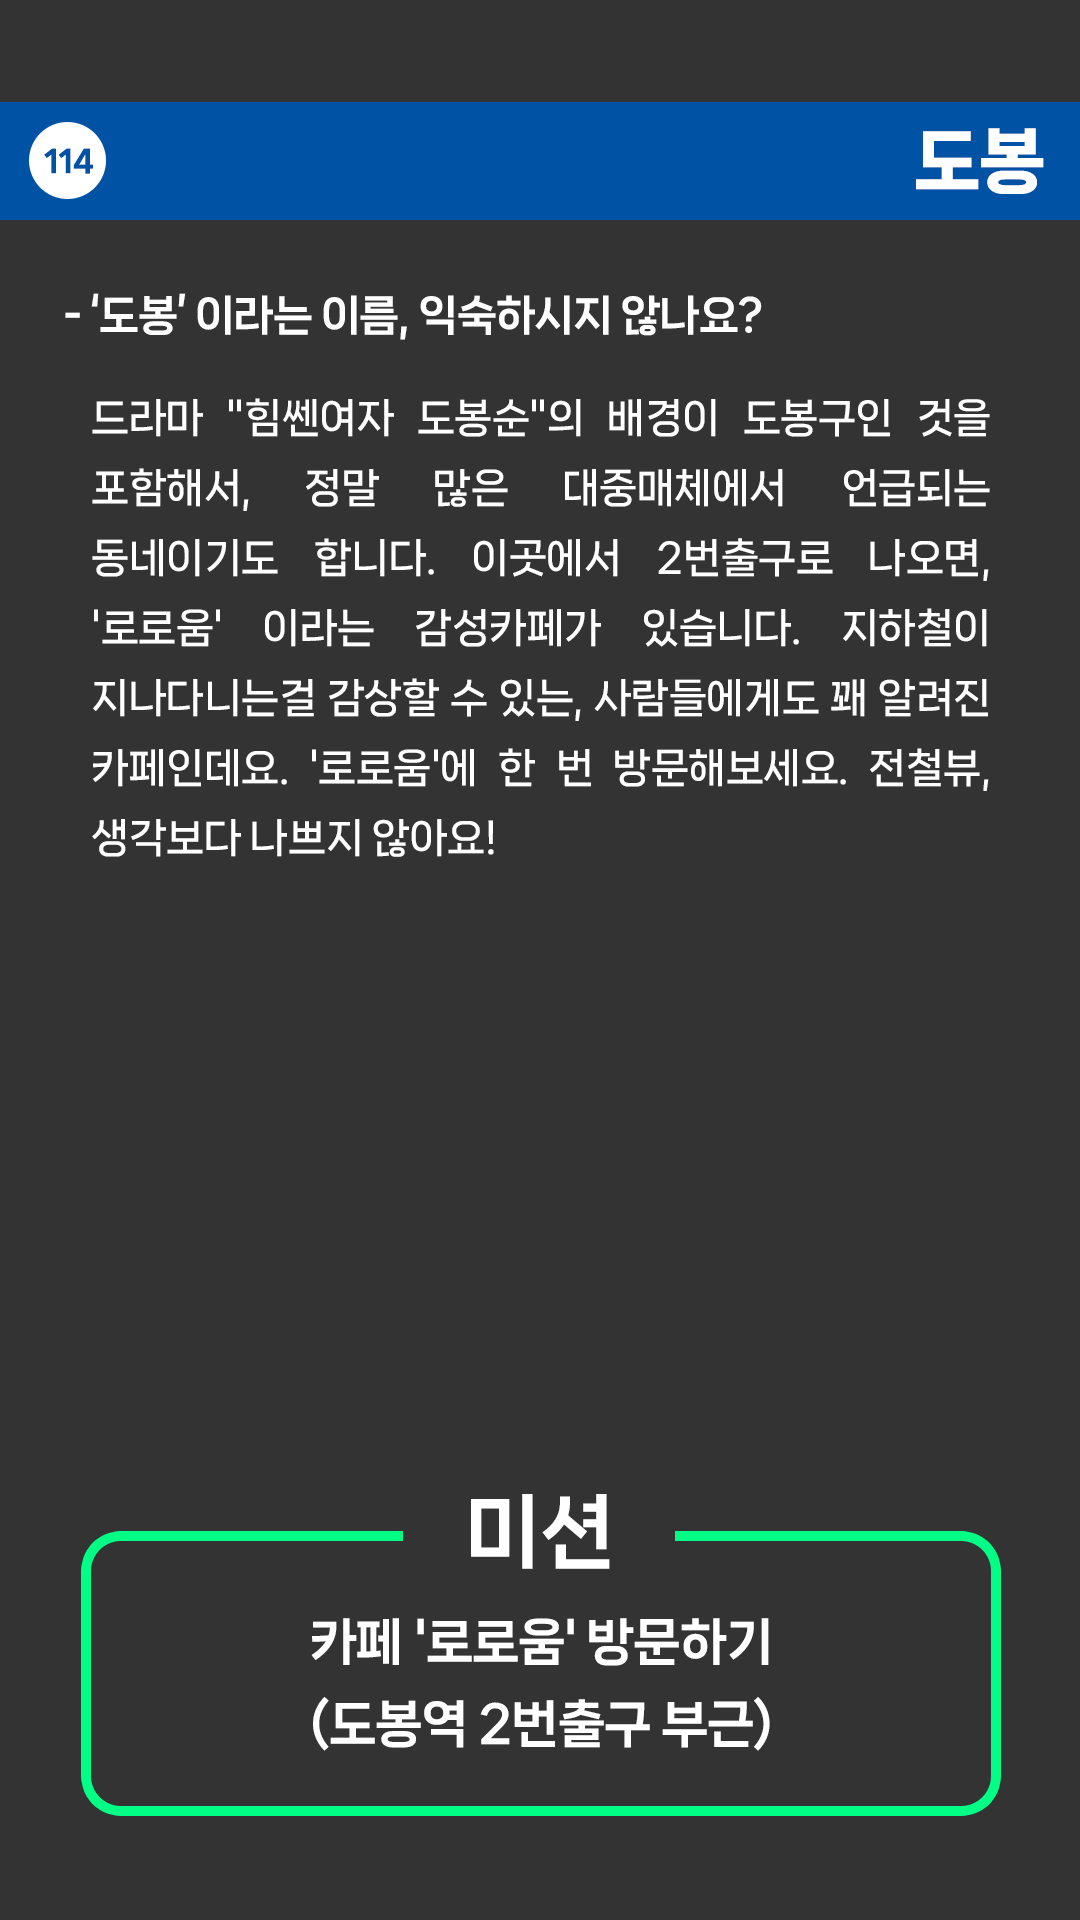 114
도봉
- ‘도봉’ 이라는 이름, 익숙하시지 않나요?
드라마 "힘쎈여자 도봉순"의 배경이 도봉구인 것을
포함해서, 정말 많은 대중매체에서 언급되는
동네이기도 합니다. 이곳에서 2번출구로 나오면,
'로로움' 이라는 감성카페가 있습니다. 지하철이
지나다니는걸 감상할 수 있는, 사람들에게도 꽤 알려진
카페인데요. '로로움'에 한 번 방문해보세요. 전철뷰,
생각보다 나쁘지 않아요!
미션
카페 '로로움' 방문하기
(도봉역 2번출구 부근)